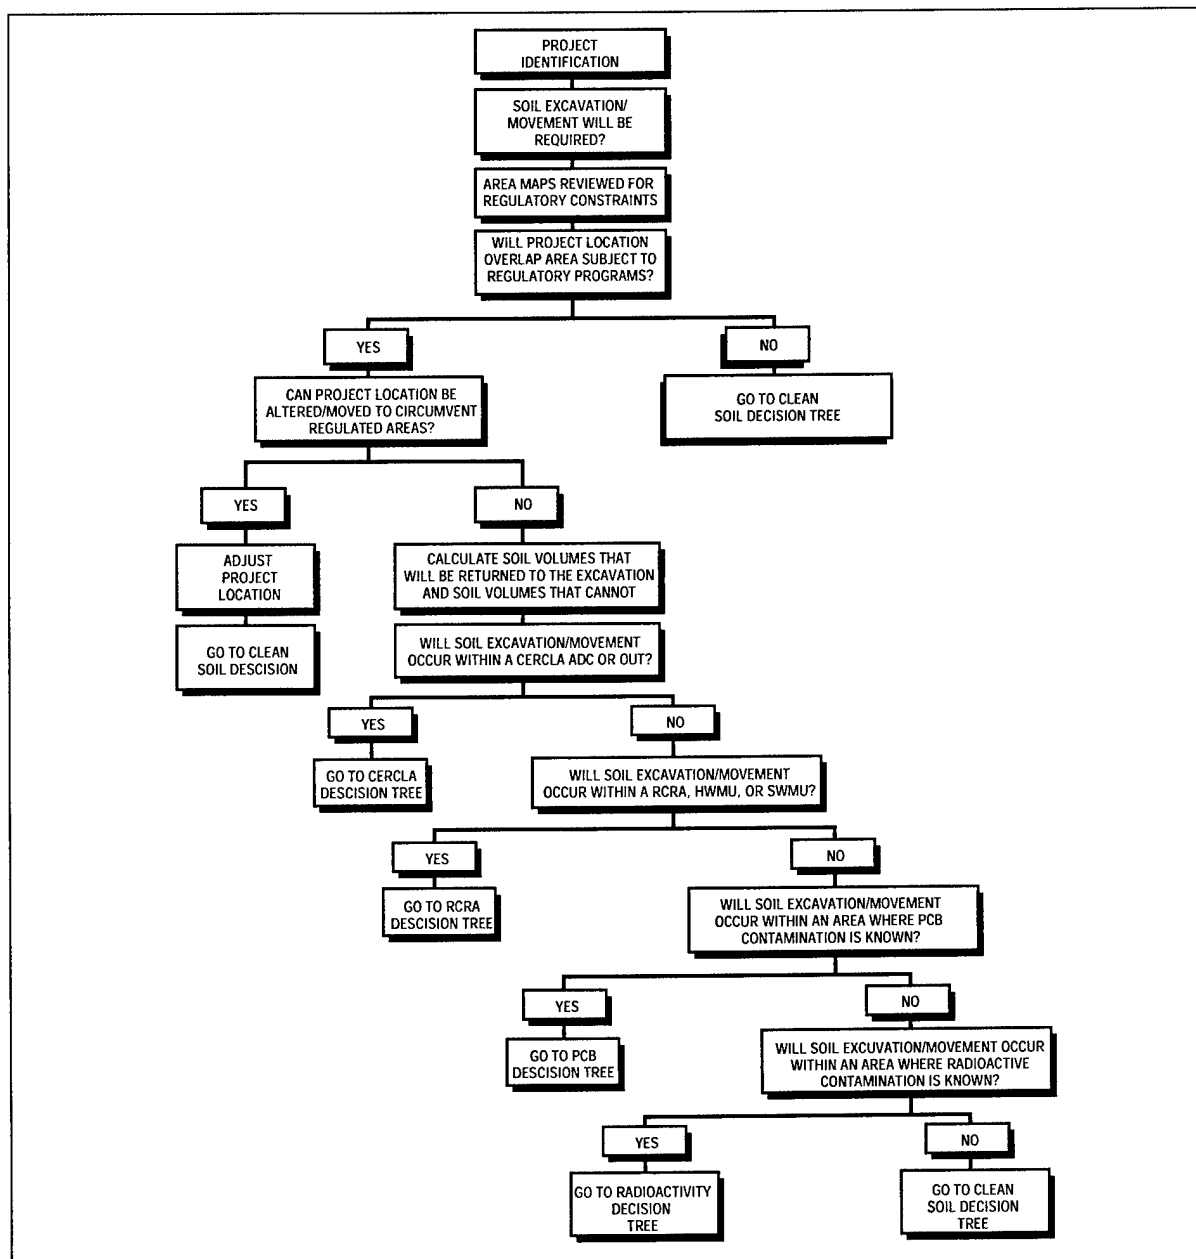 PROJECT
IDENTIFICATION
SOIL EXCAVATION/
MOVEMENT WILL BE
REQUIRED?
AREA MAPS REVIEWED FOR
REGULATORY CONSTRAINTS
WILL PROJECT LOCATION
OVERLAP AREA SUBJECT TO
REGULATORY PROGRAMS?
YES
NO
CAN PROJECT LOCATION BE
ALTERED/MOVED TO CIRCUMVENT
REGULATED AREAS?
GO TO CLEAN
SOIL DECISION TREE
YES
NO
ADJUST
PROJECT
LOCATION
CALCULATE SOIL VOLUMES THAT
WILL BE RETURNED TO THE EXCAVATION
AND SOIL VOLUMES THAT CANNOT
GO TO CLEAN
SOIL DESCISION
WILL SOIL EXCAVATION/MOVEMENT
OCCUR WITHIN A CERCLA ADC OR OUT?
YES
NO
GO TO CERCLA
DESCISION TREE
WILL SOIL EXCAVATION/MOVEMENT
OCCUR WITHIN A RCRA, HWMU, OR SWMU?
YES
NO
GO TO RCRA
DESCISION TREE
WILL SOIL EXCAVATION/MOVEMENT
OCCUR WITHIN AN AREA WHERE PCB
CONTAMINATION IS KNOWN?
YES
NO
GO TO PCB
DESCISION TREE
WILL SOIL EXCUVATION/MOVEMENT OCCUR
WITHIN AN AREA WHERE RADIOACTIVE
CONTAMINATION IS KNOWN?
YES
NO
GO TO RADIOACTIVITY
DECISION
TREE
GO TO CLEAN
SOIL DECISION
TREE